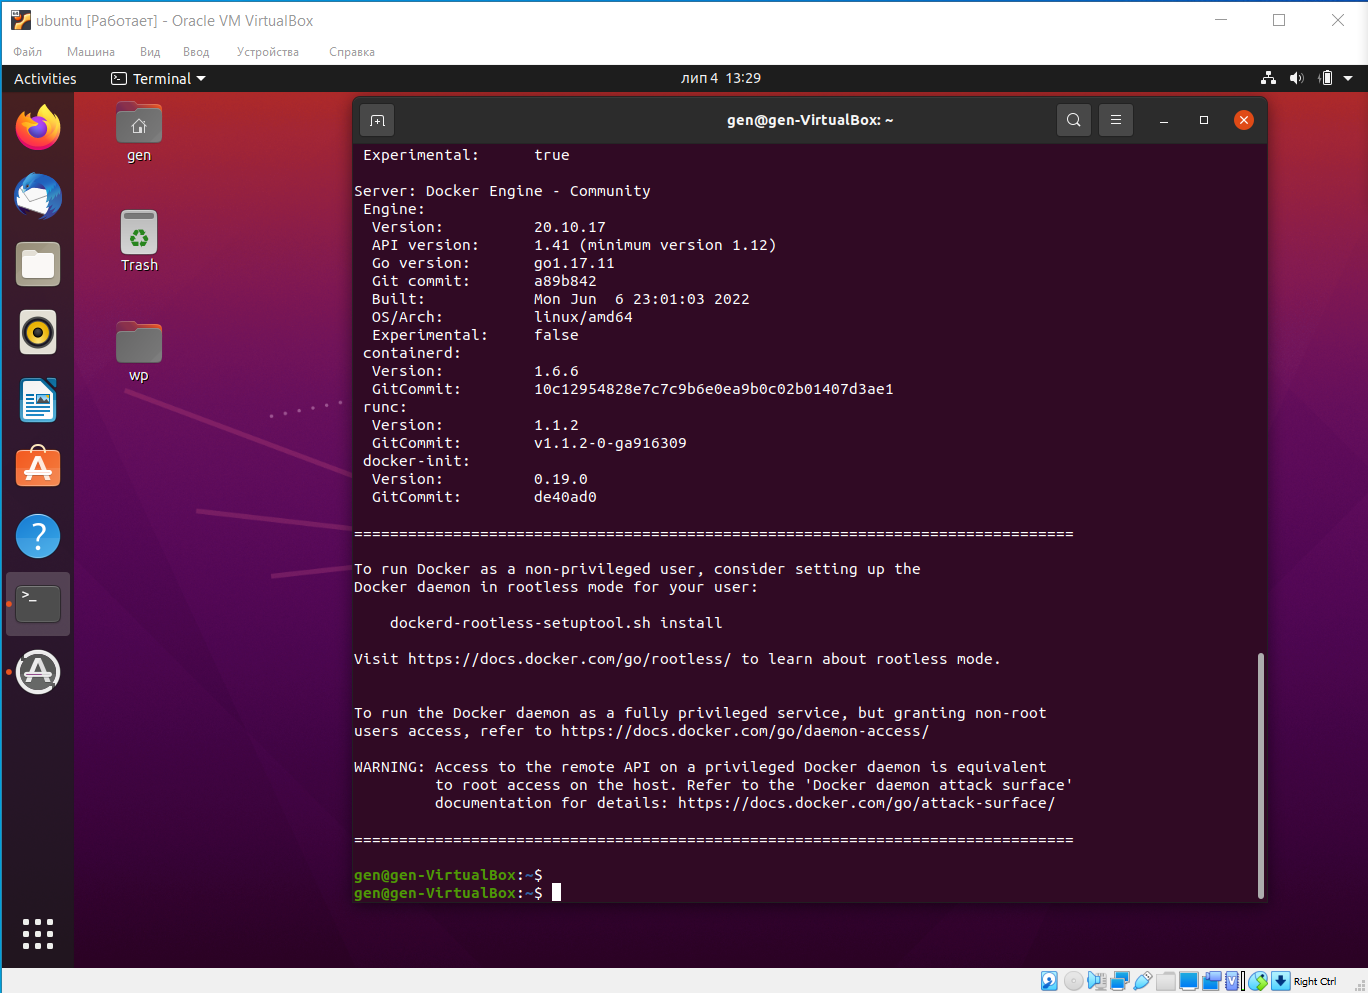 ubuntu [Работает] - Oracle VM VirtualBox
Файл Машина Вид Ввод Устройства Справка
Activities Terminal лип 4 13:29
gen
Trash
wp
gen@gen-VirtualBox: ~
Experimental: true
Server: Docker Engine - Community
Engine:
Version: 20.10.17
API version: 1.41 (minimum version 1.12)
Go version: go1.17.11
Git commit: a89b842
Built: Mon Jun  6 23:01:03 2022
OS/Arch: linux/amd64
Experimental: false
containerd:
Version: 1.6.6
GitCommit: 10c12954828e7c7c9b6e0ea9b0c02b01407d3ae1
runc:
Version: 1.1.2
GitCommit: v1.1.2-0-ga916309
docker-init:
Version: 0.19.0
GitCommit: de40ad0
================================================================================
To run Docker as a non-privileged user, consider setting up the
Docker daemon in rootless mode for your user:
dockerd-rootless-setuptool.sh install
Visit https://docs.docker.com/go/rootless/ to learn about rootless mode.
To run the Docker daemon as a fully privileged service, but granting non-root
users access, refer to https://docs.docker.com/go/daemon-access/
WARNING: Access to the remote API on a privileged Docker daemon is equivalent
to root access on the host. Refer to the 'Docker daemon attack surface'
documentation for details: https://docs.docker.com/go/attack-surface/
================================================================================
gen@gen-VirtualBox:~$
gen@gen-VirtualBox:~$
Right Ctrl